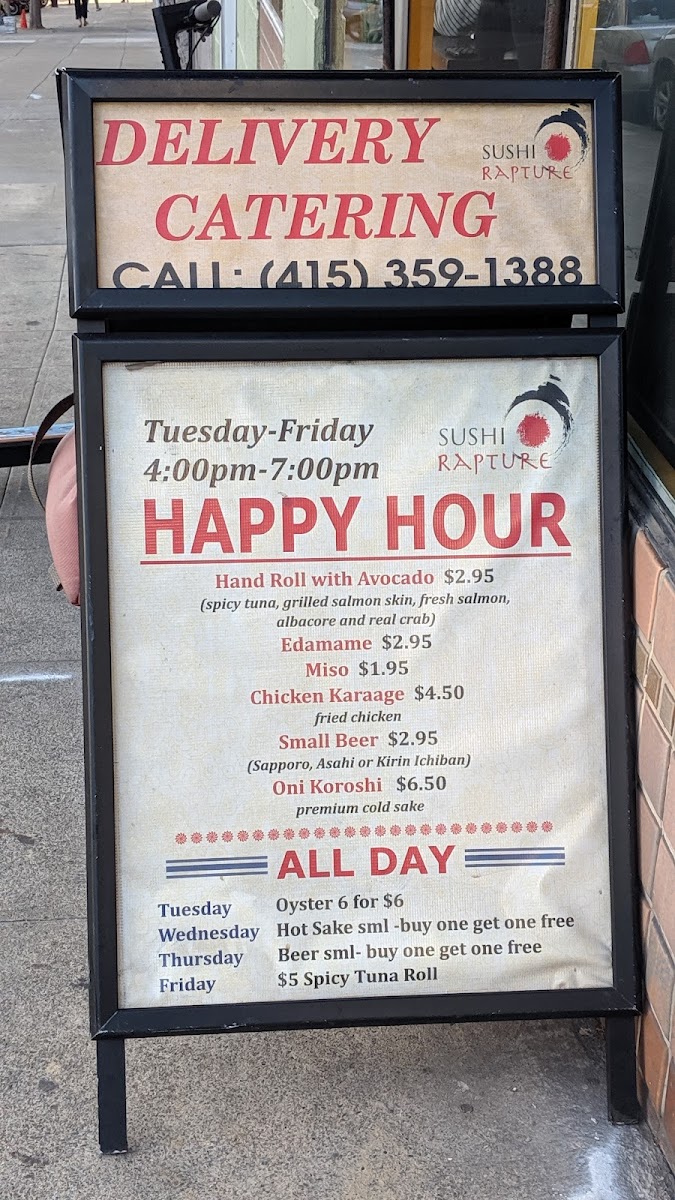 DELIVERY
CATERING
SUSHI
RAPTURE
CALL: (415) 359-1388
Tuesday-Friday
4:00pm-7:00pm
SUSHI
RAPTURE
HAPPY HOUR
Hand Roll with Avocado $2.95
(spicy tuna, grilled salmon skin, fresh salmon,
albacore and real crab)
Edamame $2.95
Miso $1.95
Chicken Karaage $4.50
fried chicken
Small Beer $2.95
(Sapporo, Asahi or Kirin Ichiban)
Oni Koroshi $6.50
premium cold sake
ALL DAY
Tuesday Oyster 6 for $6
Wednesday Hot Sake sml -buy one get one free
Thursday Beer sml- buy one get one free
Friday $5 Spicy Tuna Roll